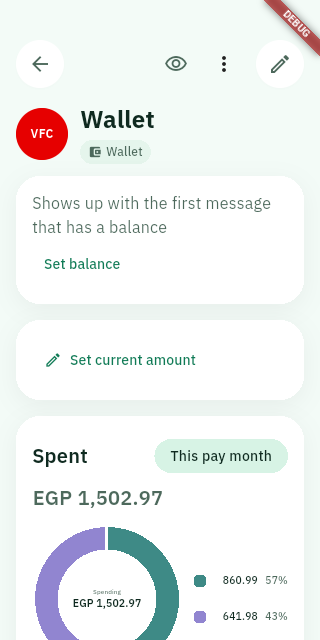 DEBUG
VFC
Wallet
Wallet
Shows up with the first message
that has a balance
Set balance
Set current amount
Spent
This pay month
EGP 1,502.97
Spending
EGP 1,502.97
860.99 57%
641.98 43%